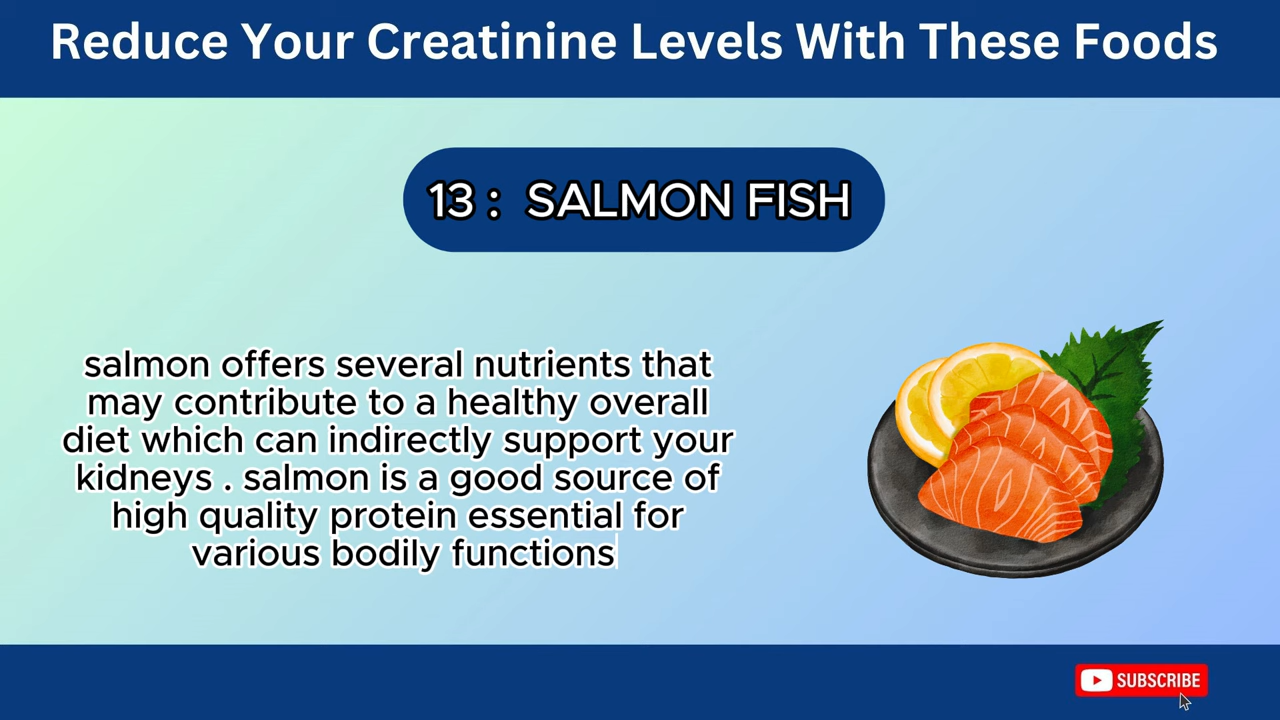 Reduce Your Creatinine Levels With These Foods
13 : SALMON FISH
salmon offers several nutrients that
may contribute to a healthy overall
diet which can indirectly support your
kidneys . salmon is a good source of
high quality protein essential for
various bodily functions
SUBSCRIBE